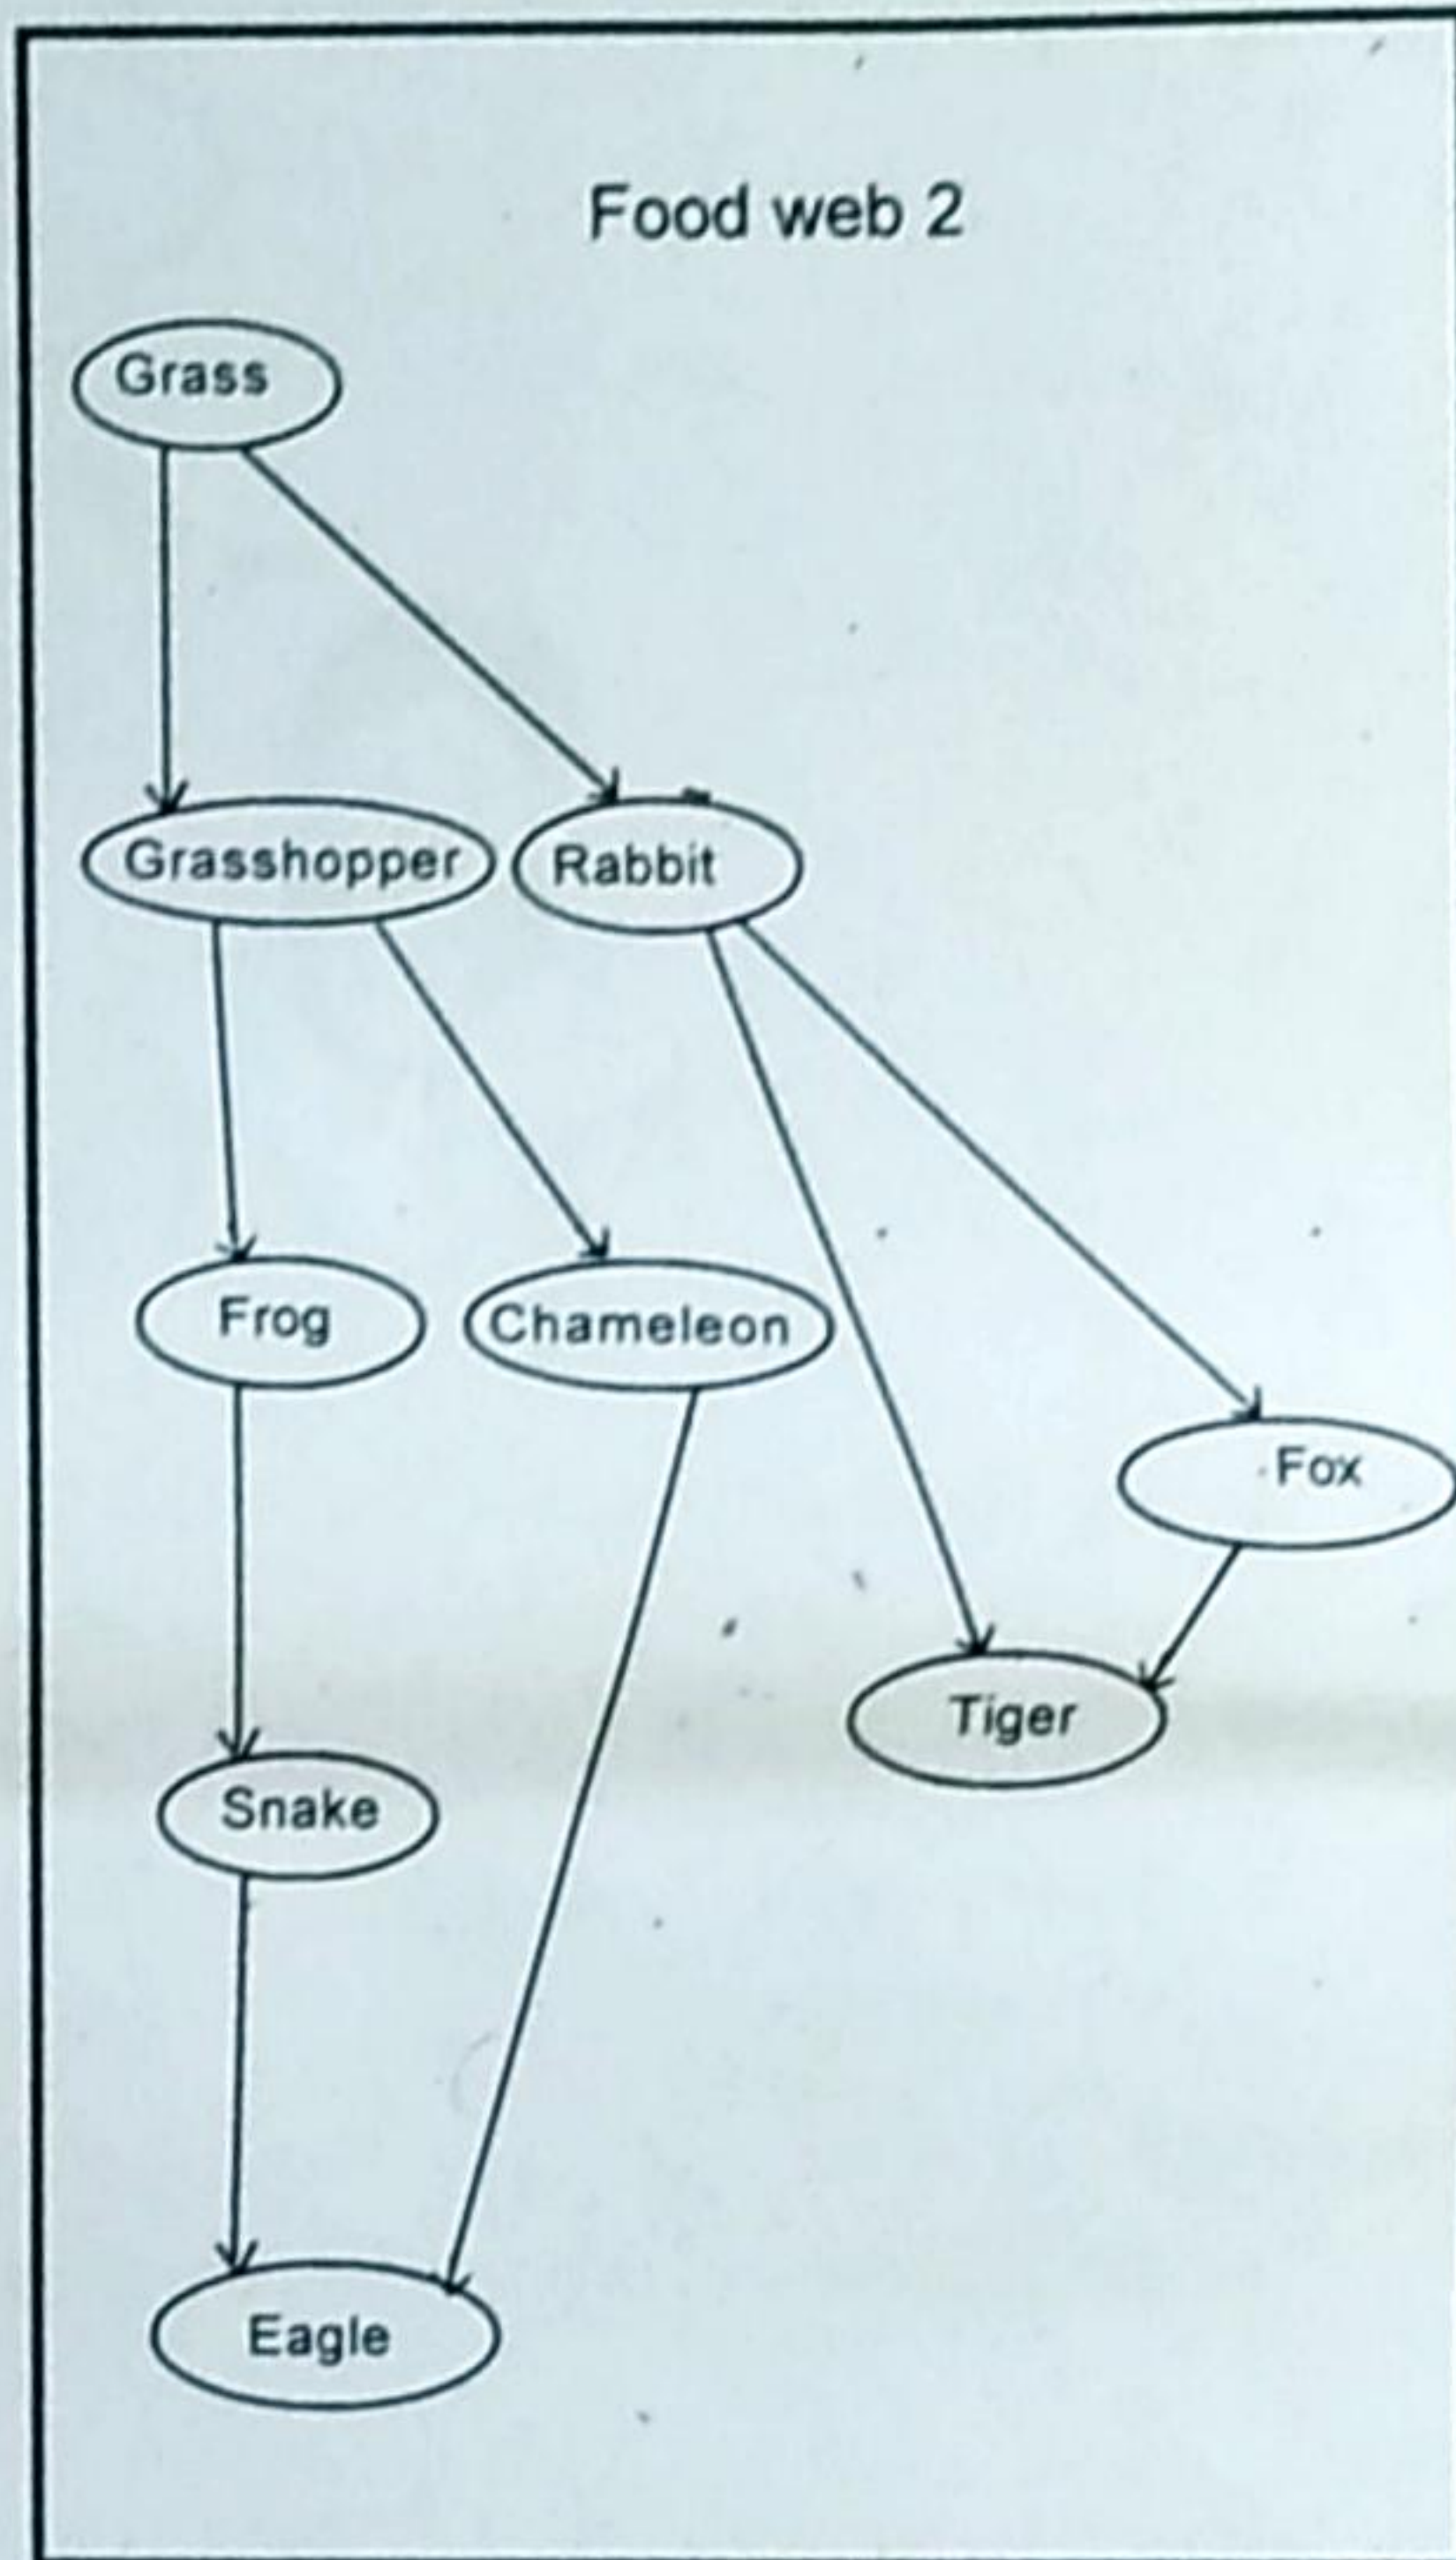 Food web 2
Grass
Grasshopper
Rabbit
Frog
Chameleon
Fox
Tiger
Snake
Eagle